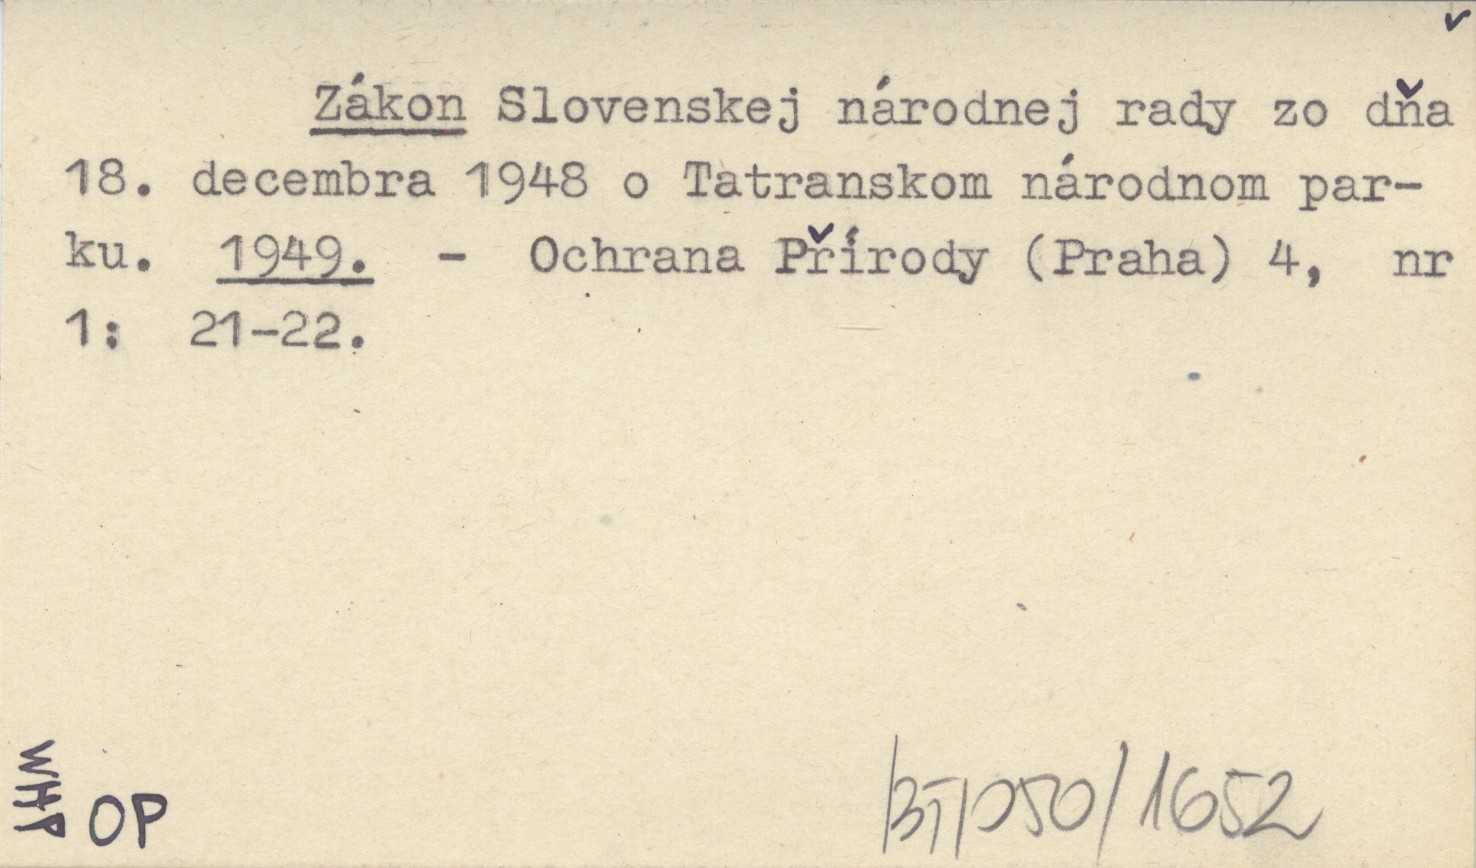 Zákon Slovenskej národnej rady zo dňa
18. decembra 1948 o Tatranskom národnom par-
ku. 1949. - Ochrana Přírody (Praha) 4, nr
1: 21-22.
WHP
OP
/1652